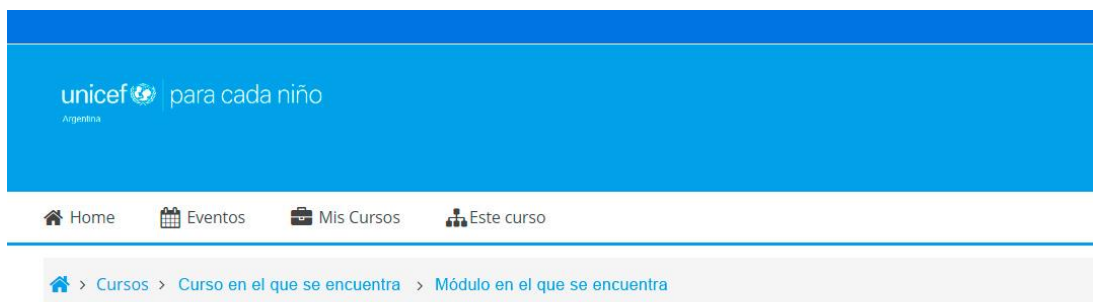 unicef para cada niño
Argentina
Home Eventos Mis Cursos Este curso
> Cursos > Curso en el que se encuentra > Módulo en el que se encuentra